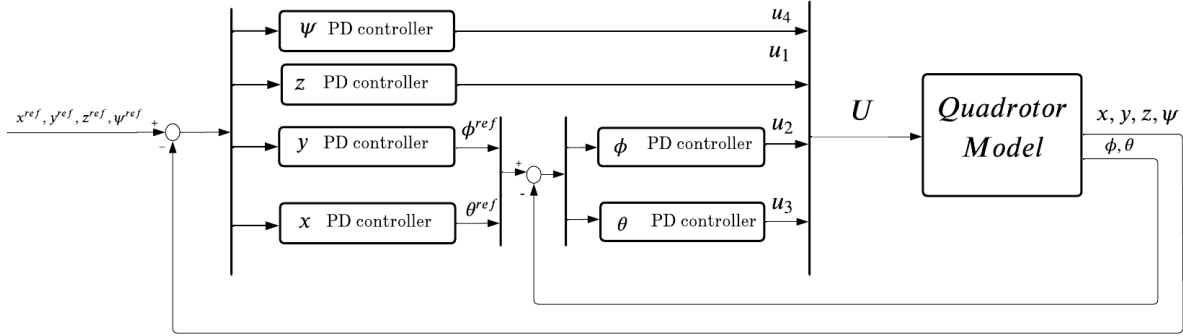 ψ PD controller
u₄
z PD controller
u₁
x^{ref}, y^{ref}, z^{ref}, ψ^{ref}
+
−
y PD controller
ϕ^{ref}
x PD controller
θ^{ref}
+
-
ϕ PD controller
u₂
θ PD controller
u₃
U
Quadrotor
Model
x, y, z, ψ
ϕ, θ